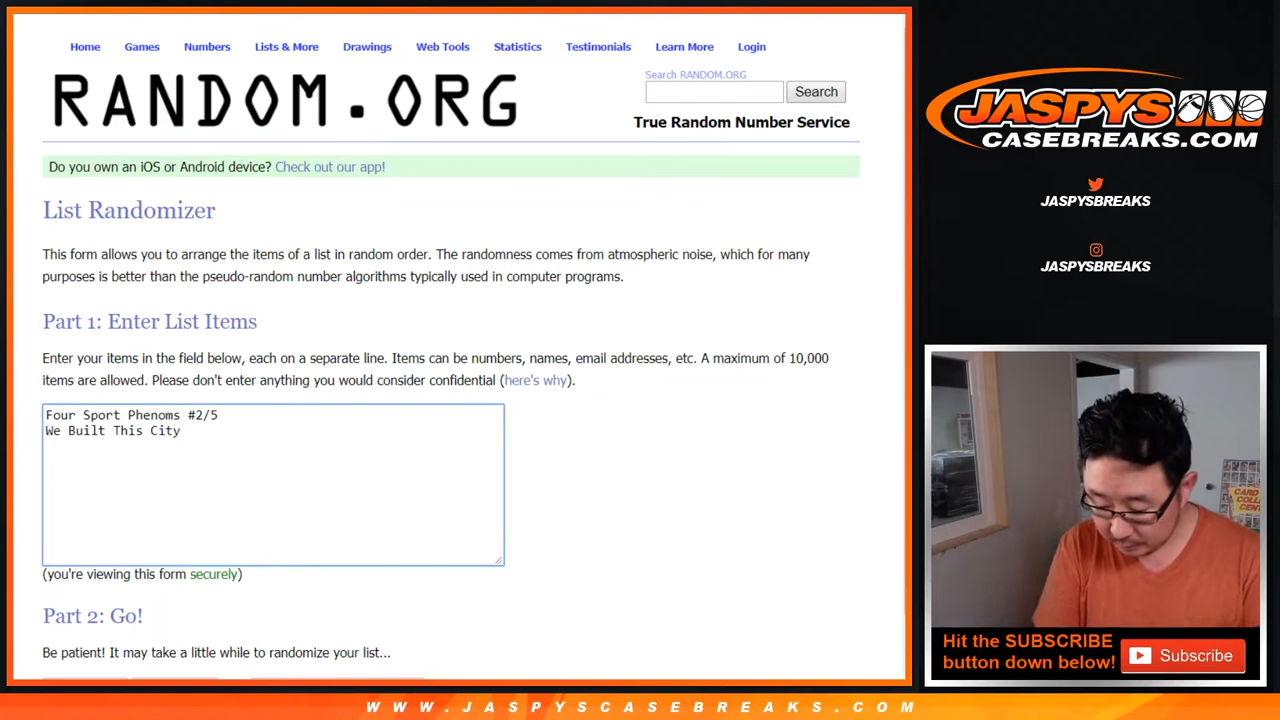 Home Games Numbers Lists & More Drawings Web Tools Statistics Testimonials Learn More Login
RANDOM.ORG
Search RANDOM.ORG
Search
True Random Number Service
Do you own an iOS or Android device? Check out our app!
List Randomizer
This form allows you to arrange the items of a list in random order. The randomness comes from atmospheric noise, which for many
purposes is better than the pseudo-random number algorithms typically used in computer programs.
Part 1: Enter List Items
Enter your items in the field below, each on a separate line. Items can be numbers, names, email addresses, etc. A maximum of 10,000
items are allowed. Please don't enter anything you would consider confidential (here's why).
Four Sport Phenoms #2/5
We Built This City
(you're viewing this form securely)
Part 2: Go!
Be patient! It may take a little while to randomize your list...
JASPYS
CASEBREAKS.COM
JASPYSBREAKS
JASPYSBREAKS
CARD
Hit the SUBSCRIBE
button down below!
Subscribe
WWW.JASPYSCASEBREAKS.COM